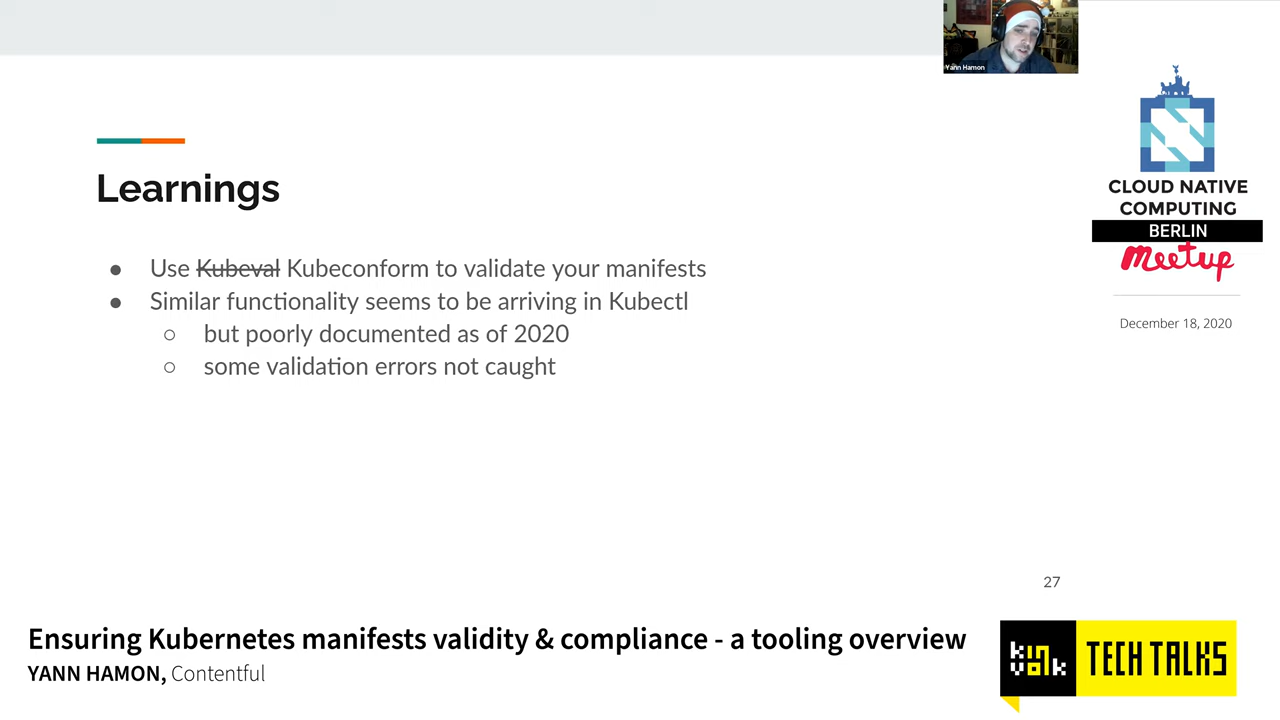 Yann Hamon
CLOUD NATIVE
COMPUTING
BERLIN
Meetup
December 18, 2020
Learnings
● Use ~~Kubeval~~ Kubeconform to validate your manifests
● Similar functionality seems to be arriving in Kubectl
○ but poorly documented as of 2020
○ some validation errors not caught
27
Ensuring Kubernetes manifests validity & compliance - a tooling overview
YANN HAMON, Contentful
kinvolk TECH TALKS